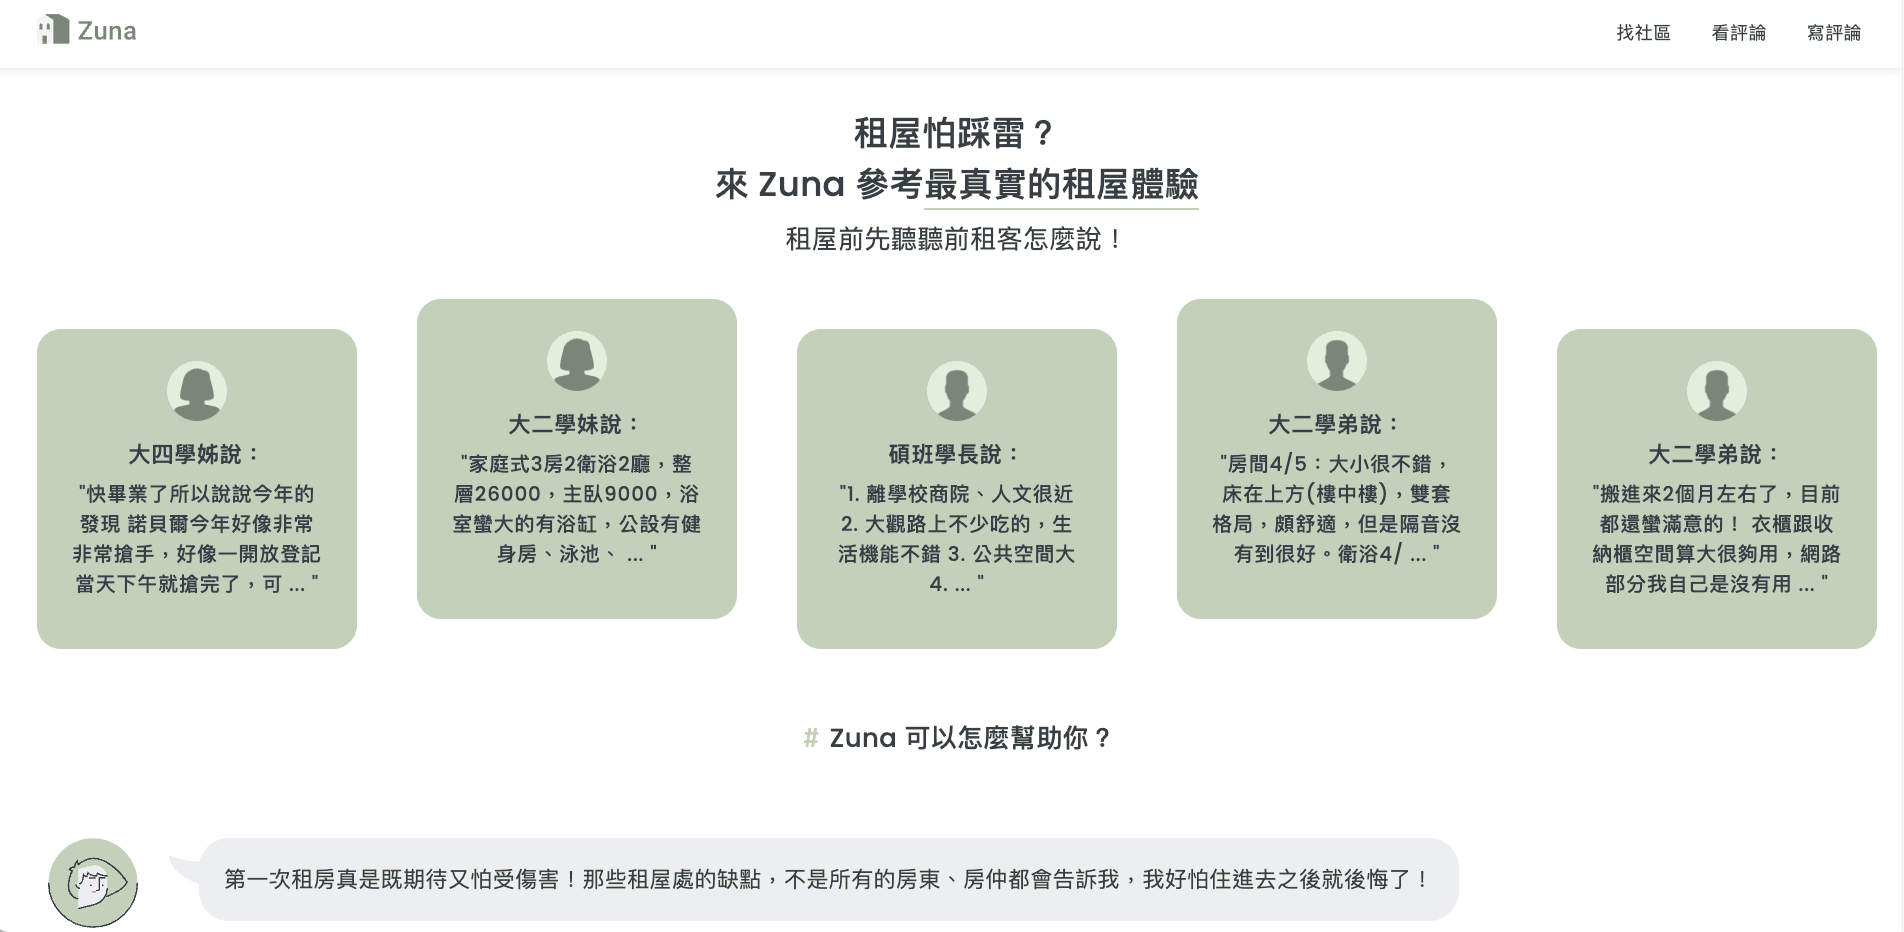 Zuna
找社區
看評論
寫評論
租屋怕踩雷？
來 Zuna 參考最真實的租屋體驗
租屋前先聽聽前租客怎麼說！
大四學姊說：
"快畢業了所以說說今年的
發現 諾貝爾今年好像非常
非常搶手，好像一開放登記
當天下午就搶完了，可 ... "
大二學妹說：
"家庭式3房2衛浴2廳，整
層26000，主臥9000，浴
室蠻大的有浴缸，公設有健
身房、泳池、 ... "
碩班學長說：
"1. 離學校商院、人文很近
2. 大觀路上不少吃的，生
活機能不錯 3. 公共空間大
4. ... "
大二學弟說：
"房間4/5：大小很不錯，
床在上方(樓中樓)，雙套
格局，頗舒適，但是隔音沒
有到很好。衛浴4/ ... "
大二學弟說：
"搬進來2個月左右了，目前
都還蠻滿意的！ 衣櫃跟收
納櫃空間算大很夠用，網路
部分我自己是沒有用 ... "
# Zuna 可以怎麼幫助你？
第一次租房真是既期待又怕受傷害！那些租屋處的缺點，不是所有的房東、房仲都會告訴我，我好怕住進去之後就後悔了！